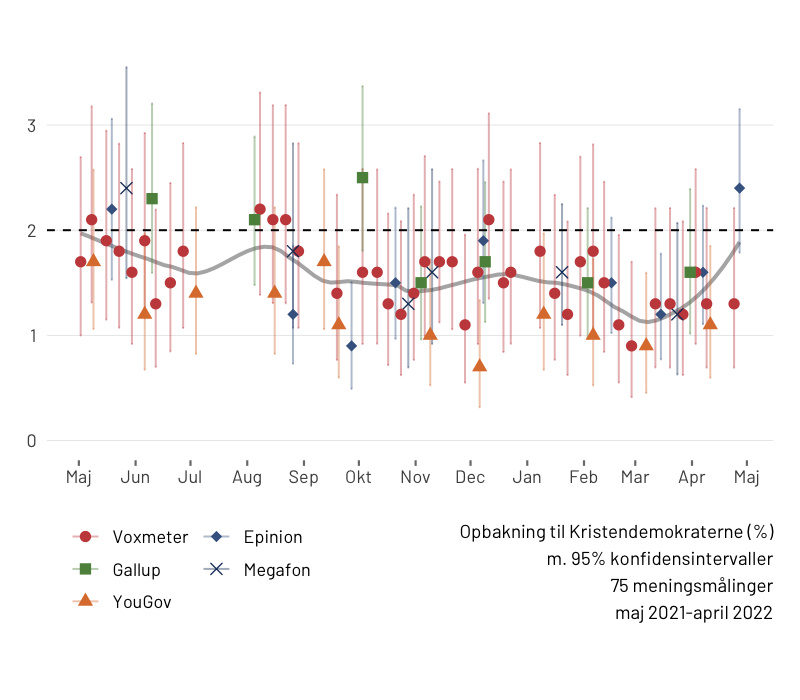 3
2
1
0
Maj Jun Jul Aug Sep Okt Nov Dec Jan Feb Mar Apr Maj
Voxmeter Epinion
Gallup Megafon
YouGov
Opbakning til Kristendemokraterne (%)
m. 95% konfidensintervaller
75 meningsmålinger
maj 2021-april 2022